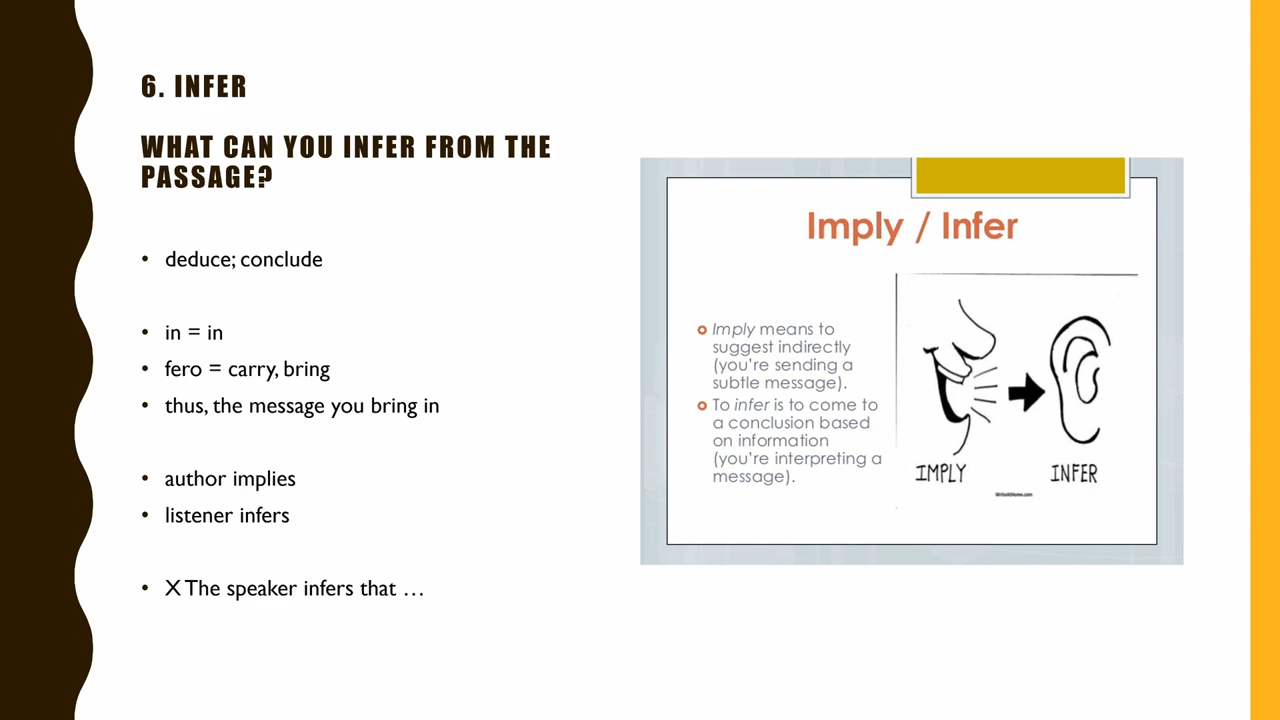 6. INFER
WHAT CAN YOU INFER FROM THE
PASSAGE?
• deduce; conclude
• in = in
• fero = carry, bring
• thus, the message you bring in
• author implies
• listener infers
• X The speaker infers that …
Imply / Infer
Imply means to
suggest indirectly
(you're sending a
subtle message).
To infer is to come to
a conclusion based
on information
(you're interpreting a
message).
IMPLY
INFER
WriteAtHome.com